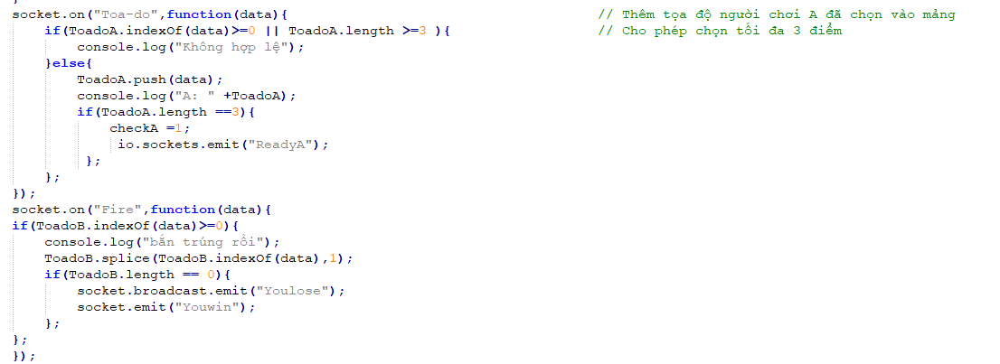 socket.on("Toa-do",function(data){ // Thêm tọa độ người chơi A đã chọn vào mảng
if(ToadoA.indexOf(data)>=0 || ToadoA.length >=3 ){ // Cho phép chọn tối đa 3 điểm
console.log("Không hợp lệ");
}else{
ToadoA.push(data);
console.log("A: " +ToadoA);
if(ToadoA.length ==3){
checkA =1;
io.sockets.emit("ReadyA");
};
};
});
socket.on("Fire",function(data){
if(ToadoB.indexOf(data)>=0){
console.log("bắn trúng rồi");
ToadoB.splice(ToadoB.indexOf(data),1);
if(ToadoB.length == 0){
socket.broadcast.emit("Youlose");
socket.emit("Youwin");
};
};
});